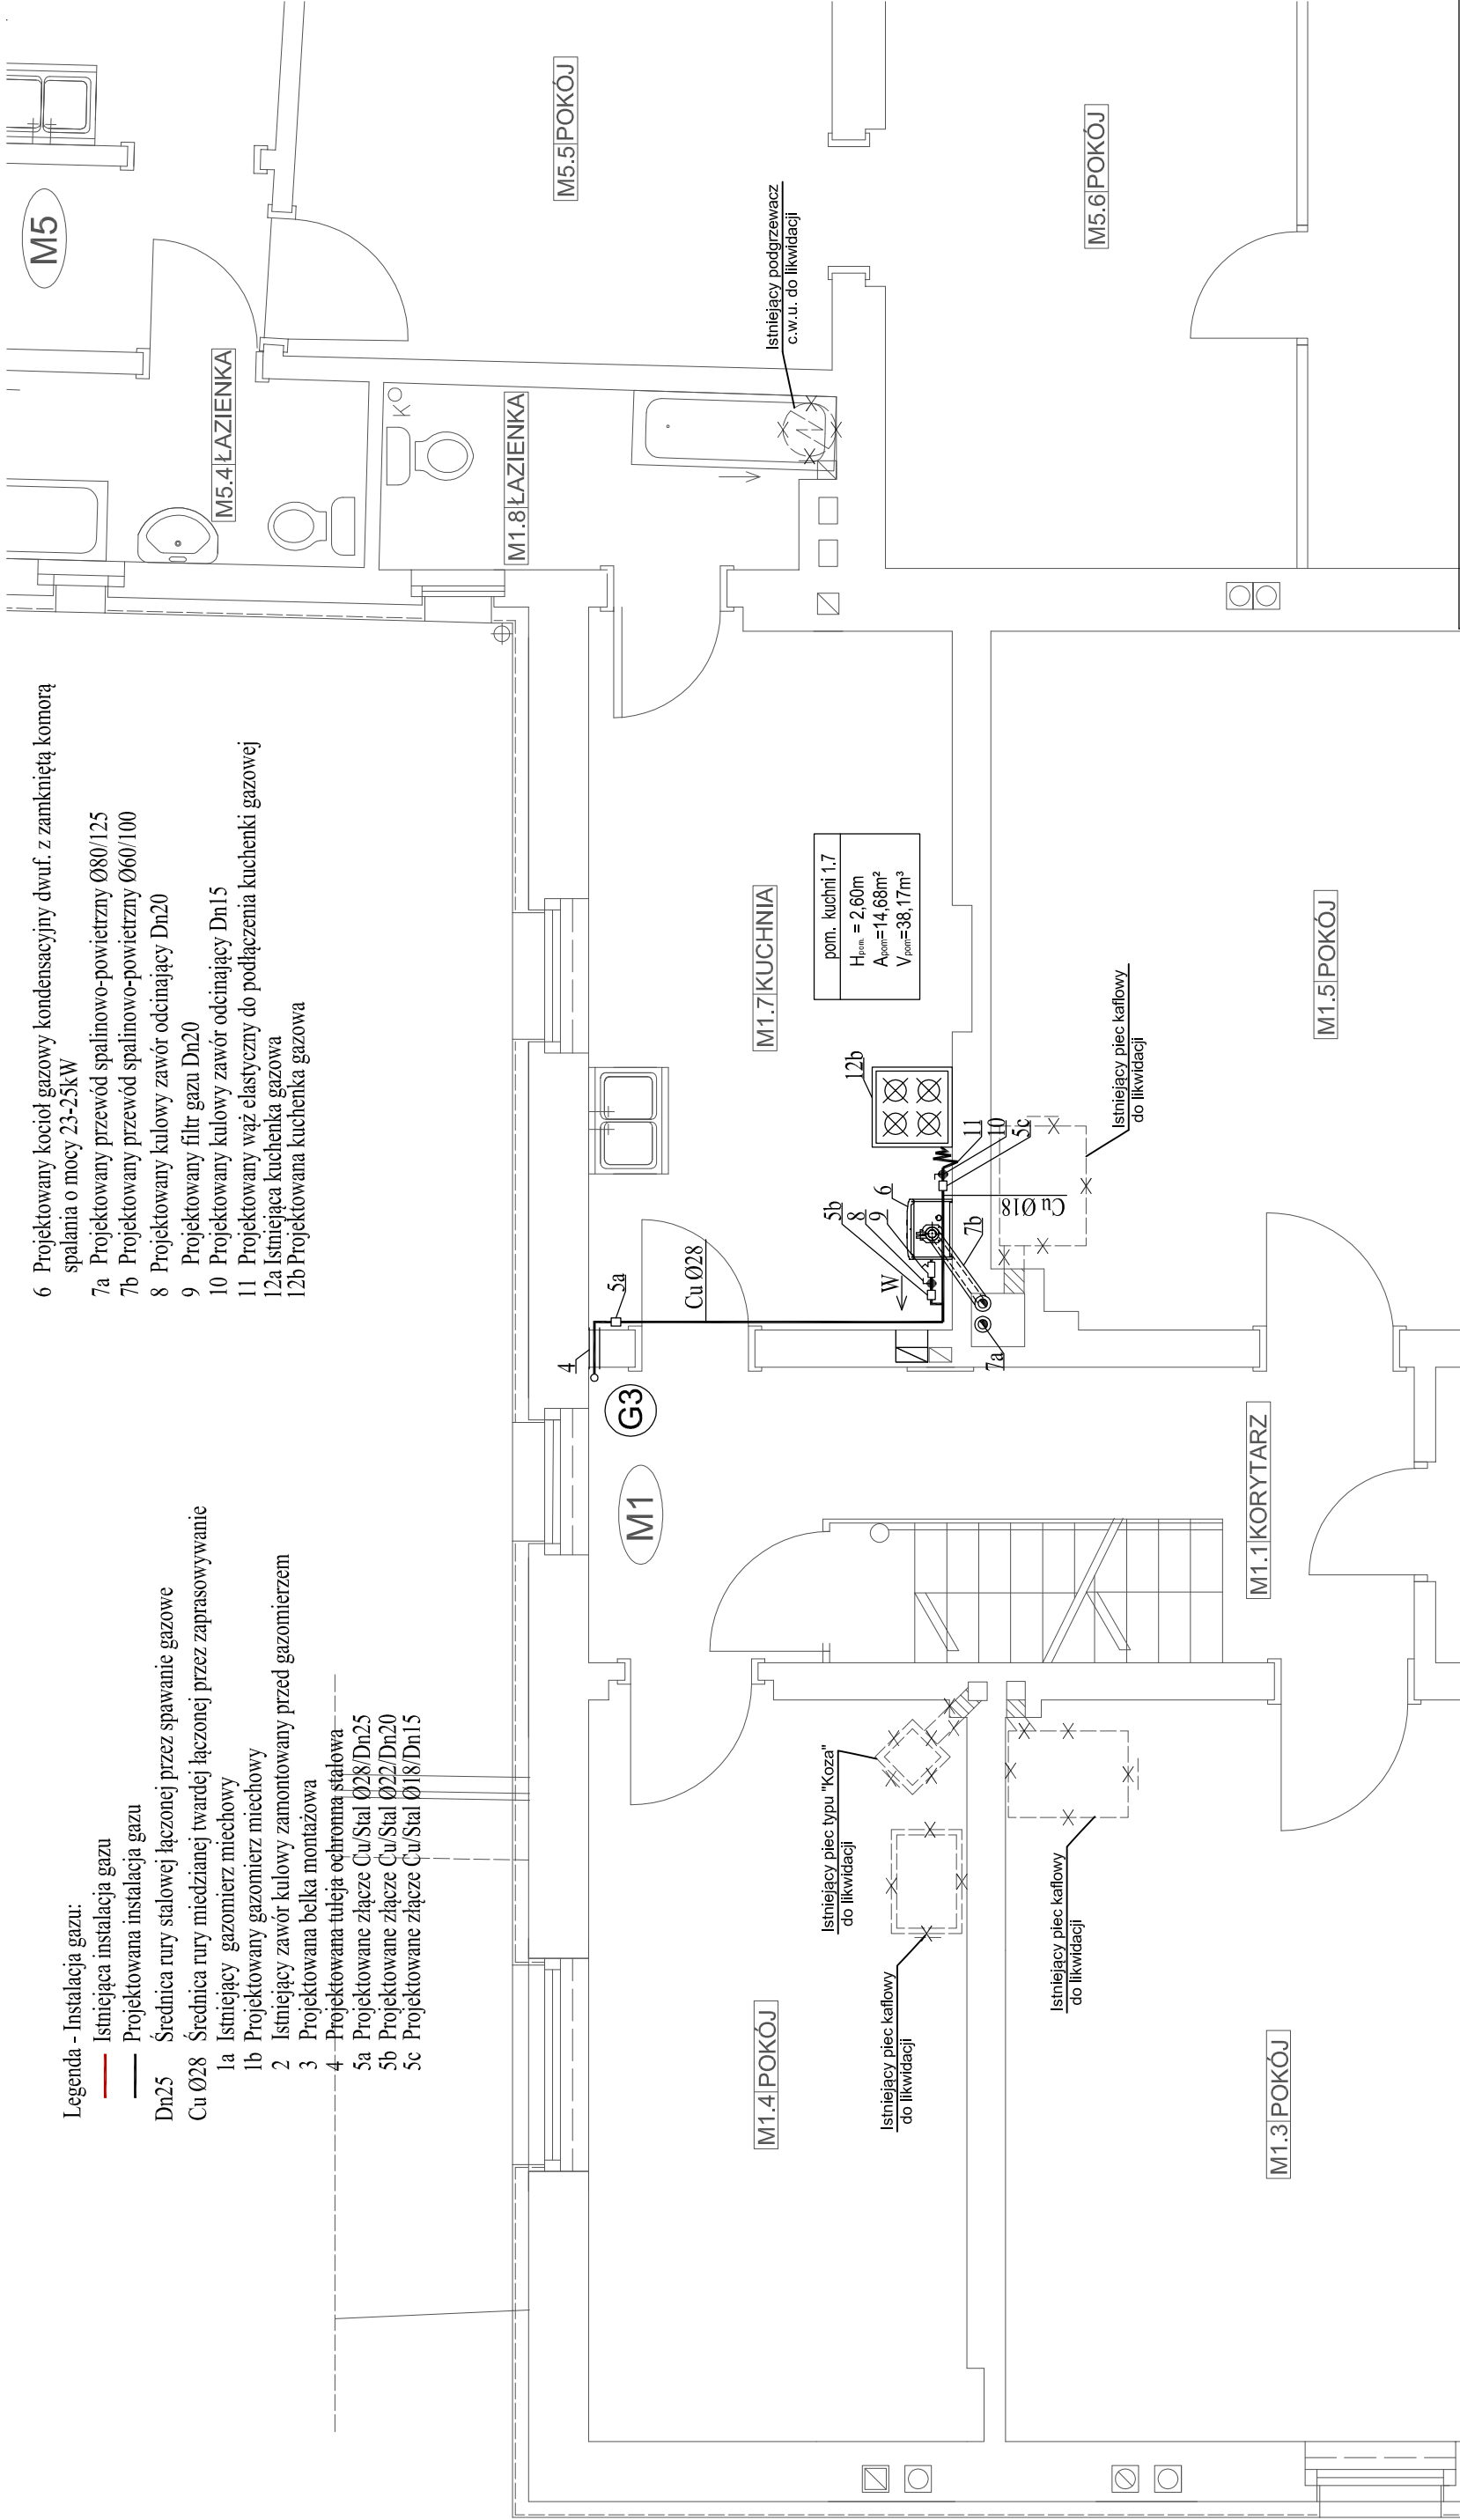 Legenda - Instalacja gazu:
Istniejąca instalacja gazu
Projektowana instalacja gazu
Dn25 Średnica rury stalowej łączonej przez spawanie gazowe
Cu Ø28 Średnica rury miedzianej twardej łączonej przez zaprasowywanie
1a Istniejący gazomierz miechowy
1b Projektowany gazomierz miechowy
2 Istniejący zawór kulowy zamontowany przed gazomierzem
3 Projektowana belka montażowa
4 Projektowana tuleja ochronna stalowa
5a Projektowane złącze Cu/Stal Ø28/Dn25
5b Projektowane złącze Cu/Stal Ø22/Dn20
5c Projektowane złącze Cu/Stal Ø18/Dn15
6 Projektowany kocioł gazowy kondensacyjny dwuf. z zamkniętą komorą
spalania o mocy 23-25kW
7a Projektowany przewód spalinowo-powietrzny Ø80/125
7b Projektowany przewód spalinowo-powietrzny Ø60/100
8 Projektowany kulowy zawór odcinający Dn20
9 Projektowany filtr gazu Dn20
10 Projektowany kulowy zawór odcinający Dn15
11 Projektowany wąż elastyczny do podłączenia kuchenki gazowej
12a Istniejąca kuchenka gazowa
12b Projektowana kuchenka gazowa
M5
M5.4 ŁAZIENKA
M5.5 POKÓJ
K
M1.8 ŁAZIENKA
Istniejący podgrzewacz
c.w.u. do likwidacji
M5.6 POKÓJ
4
5a
G3
M1
Cu Ø28
M1.7 KUCHNIA
pom. kuchni 1.7
Hpom. = 2,60m
Apom=14,68m²
Vpom=38,17m³
12b
5b
8
9
6
W
11
10
5c
7b
7a
Cu Ø18
Istniejący piec kaflowy
do likwidacji
M1.5 POKÓJ
M1.1 KORYTARZ
M1.4 POKÓJ
Istniejący piec typu "Koza"
do likwidacji
Istniejący piec kaflowy
do likwidacji
Istniejący piec kaflowy
do likwidacji
M1.3 POKÓJ